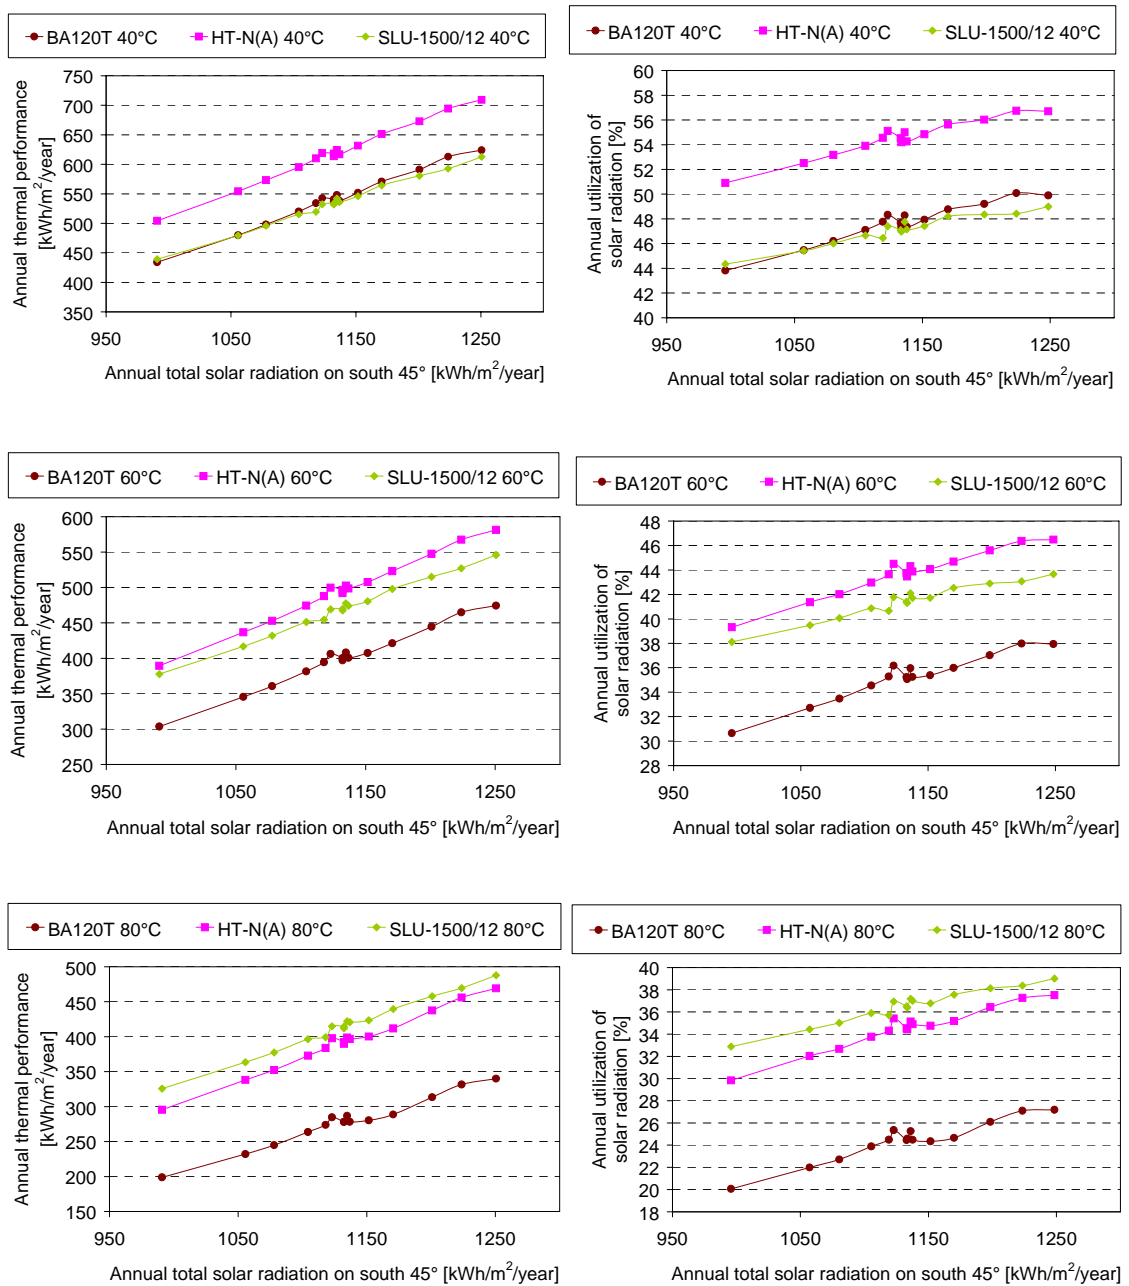 BA120T 40°C HT-N(A) 40°C SLU-1500/12 40°C
Annual thermal performance
[kWh/m²/year]
750
700
650
600
550
500
450
400
350
950 1050 1150 1250
Annual total solar radiation on south 45° [kWh/m²/year]
BA120T 40°C HT-N(A) 40°C SLU-1500/12 40°C
Annual utilization of
solar radiation [%]
60
58
56
54
52
50
48
46
44
42
40
950 1050 1150 1250
Annual total solar radiation on south 45° [kWh/m²/year]
BA120T 60°C HT-N(A) 60°C SLU-1500/12 60°C
Annual thermal performance
[kWh/m²/year]
600
550
500
450
400
350
300
250
950 1050 1150 1250
Annual total solar radiation on south 45° [kWh/m²/year]
BA120T 60°C HT-N(A) 60°C SLU-1500/12 60°C
Annual utilization of
solar radiation [%]
48
46
44
42
40
38
36
34
32
30
28
950 1050 1150 1250
Annual total solar radiation on south 45° [kWh/m²/year]
BA120T 80°C HT-N(A) 80°C SLU-1500/12 80°C
Annual thermal performance
[kWh/m²/year]
500
450
400
350
300
250
200
150
950 1050 1150 1250
Annual total solar radiation on south 45° [kWh/m²/year]
BA120T 80°C HT-N(A) 80°C SLU-1500/12 80°C
Annual utilization of
solar radiation [%]
40
38
36
34
32
30
28
26
24
22
20
18
950 1050 1150 1250
Annual total solar radiation on south 45° [kWh/m²/year]